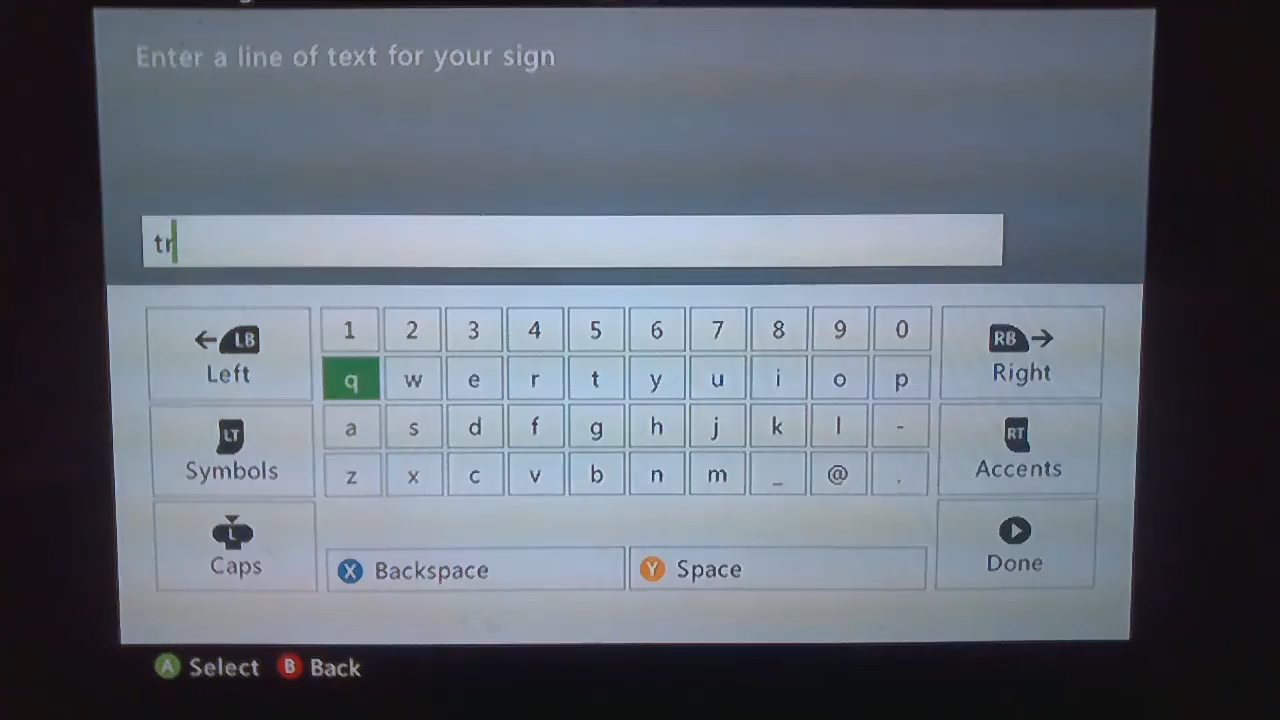 Enter a line of text for your sign
tr
LB Left
1 2 3 4 5 6 7 8 9 0
RB Right
q w e r t y u i o p
LT Symbols
a s d f g h j k l -
RT Accents
z x c v b n m _ @ .
L Caps
X Backspace
Y Space
Done
A Select B Back